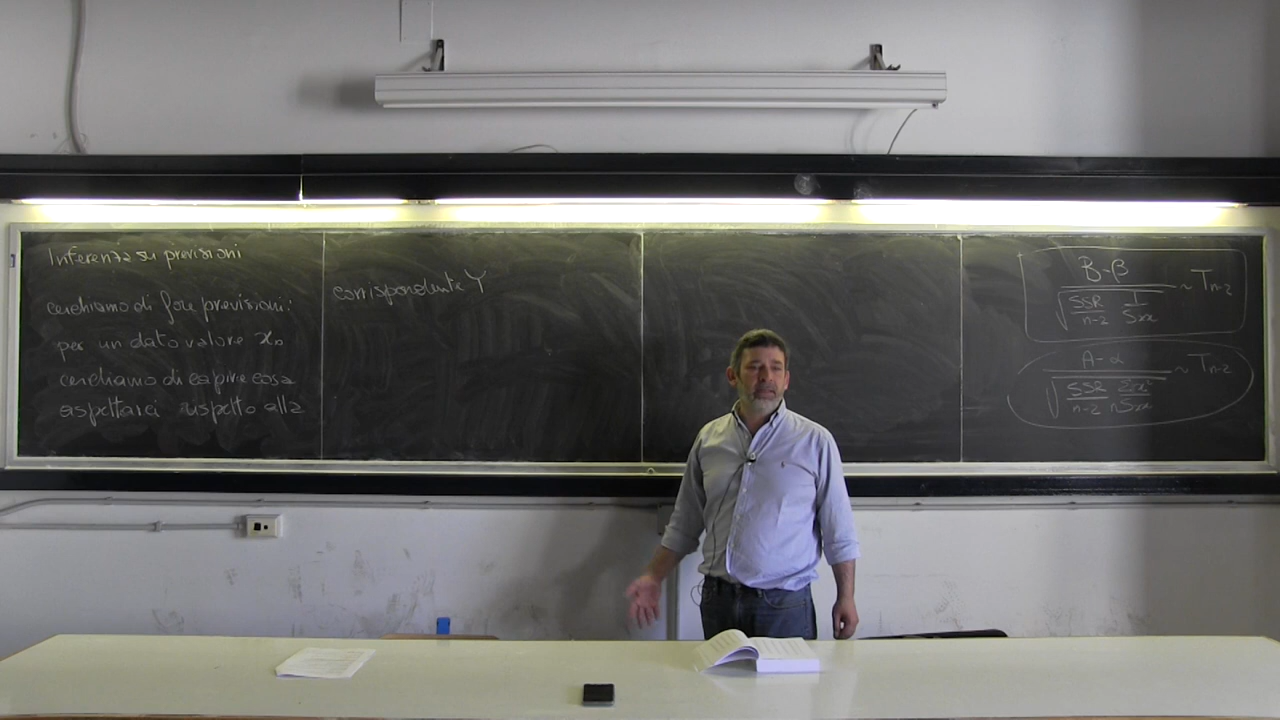 Inferenza su previsioni
cerchiamo di fare previsioni:
per un dato valore x₀
cerchiamo di capire cosa
aspettarci rispetto alla
corrispondente Y
B-β / √(SSR/n-2 1/Sxx) ~ Tn-2
A-α / √(SSR/n-2 Σxᵢ²/nSxx) ~ Tn-2